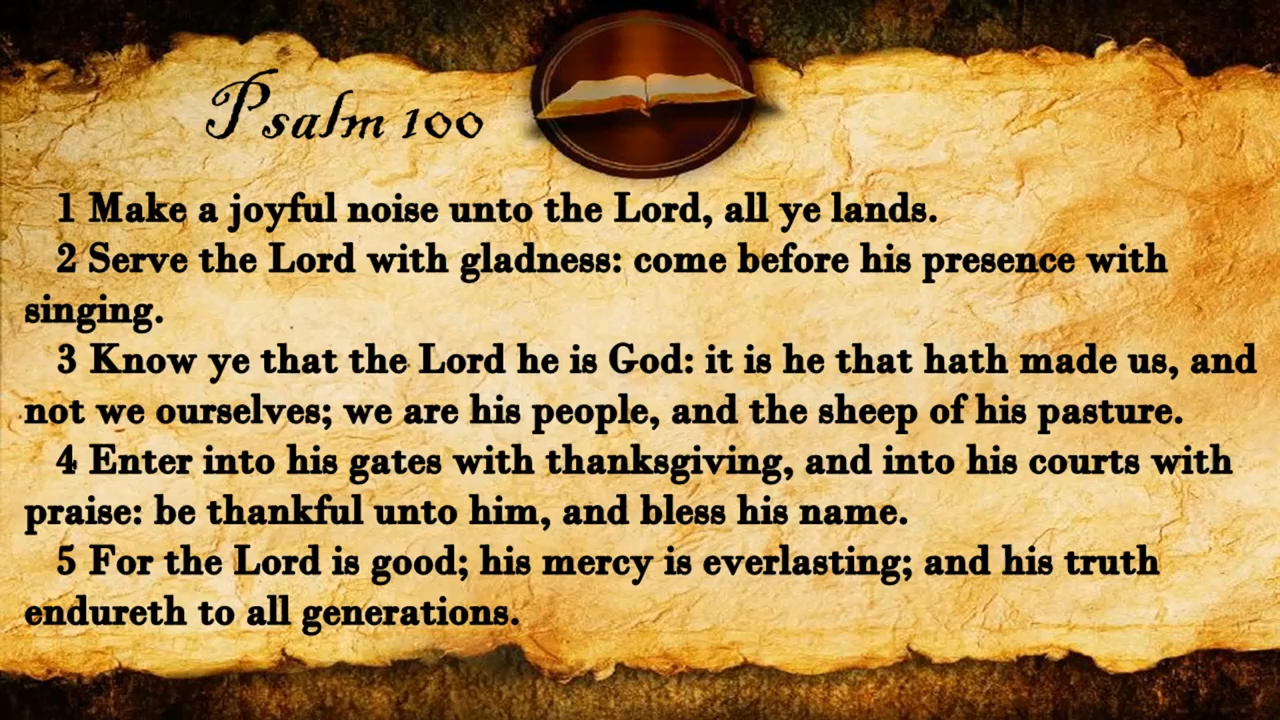 Psalm 100
1 Make a joyful noise unto the Lord, all ye lands.
2 Serve the Lord with gladness: come before his presence with
singing.
3 Know ye that the Lord he is God: it is he that hath made us, and
not we ourselves; we are his people, and the sheep of his pasture.
4 Enter into his gates with thanksgiving, and into his courts with
praise: be thankful unto him, and bless his name.
5 For the Lord is good; his mercy is everlasting; and his truth
endureth to all generations.